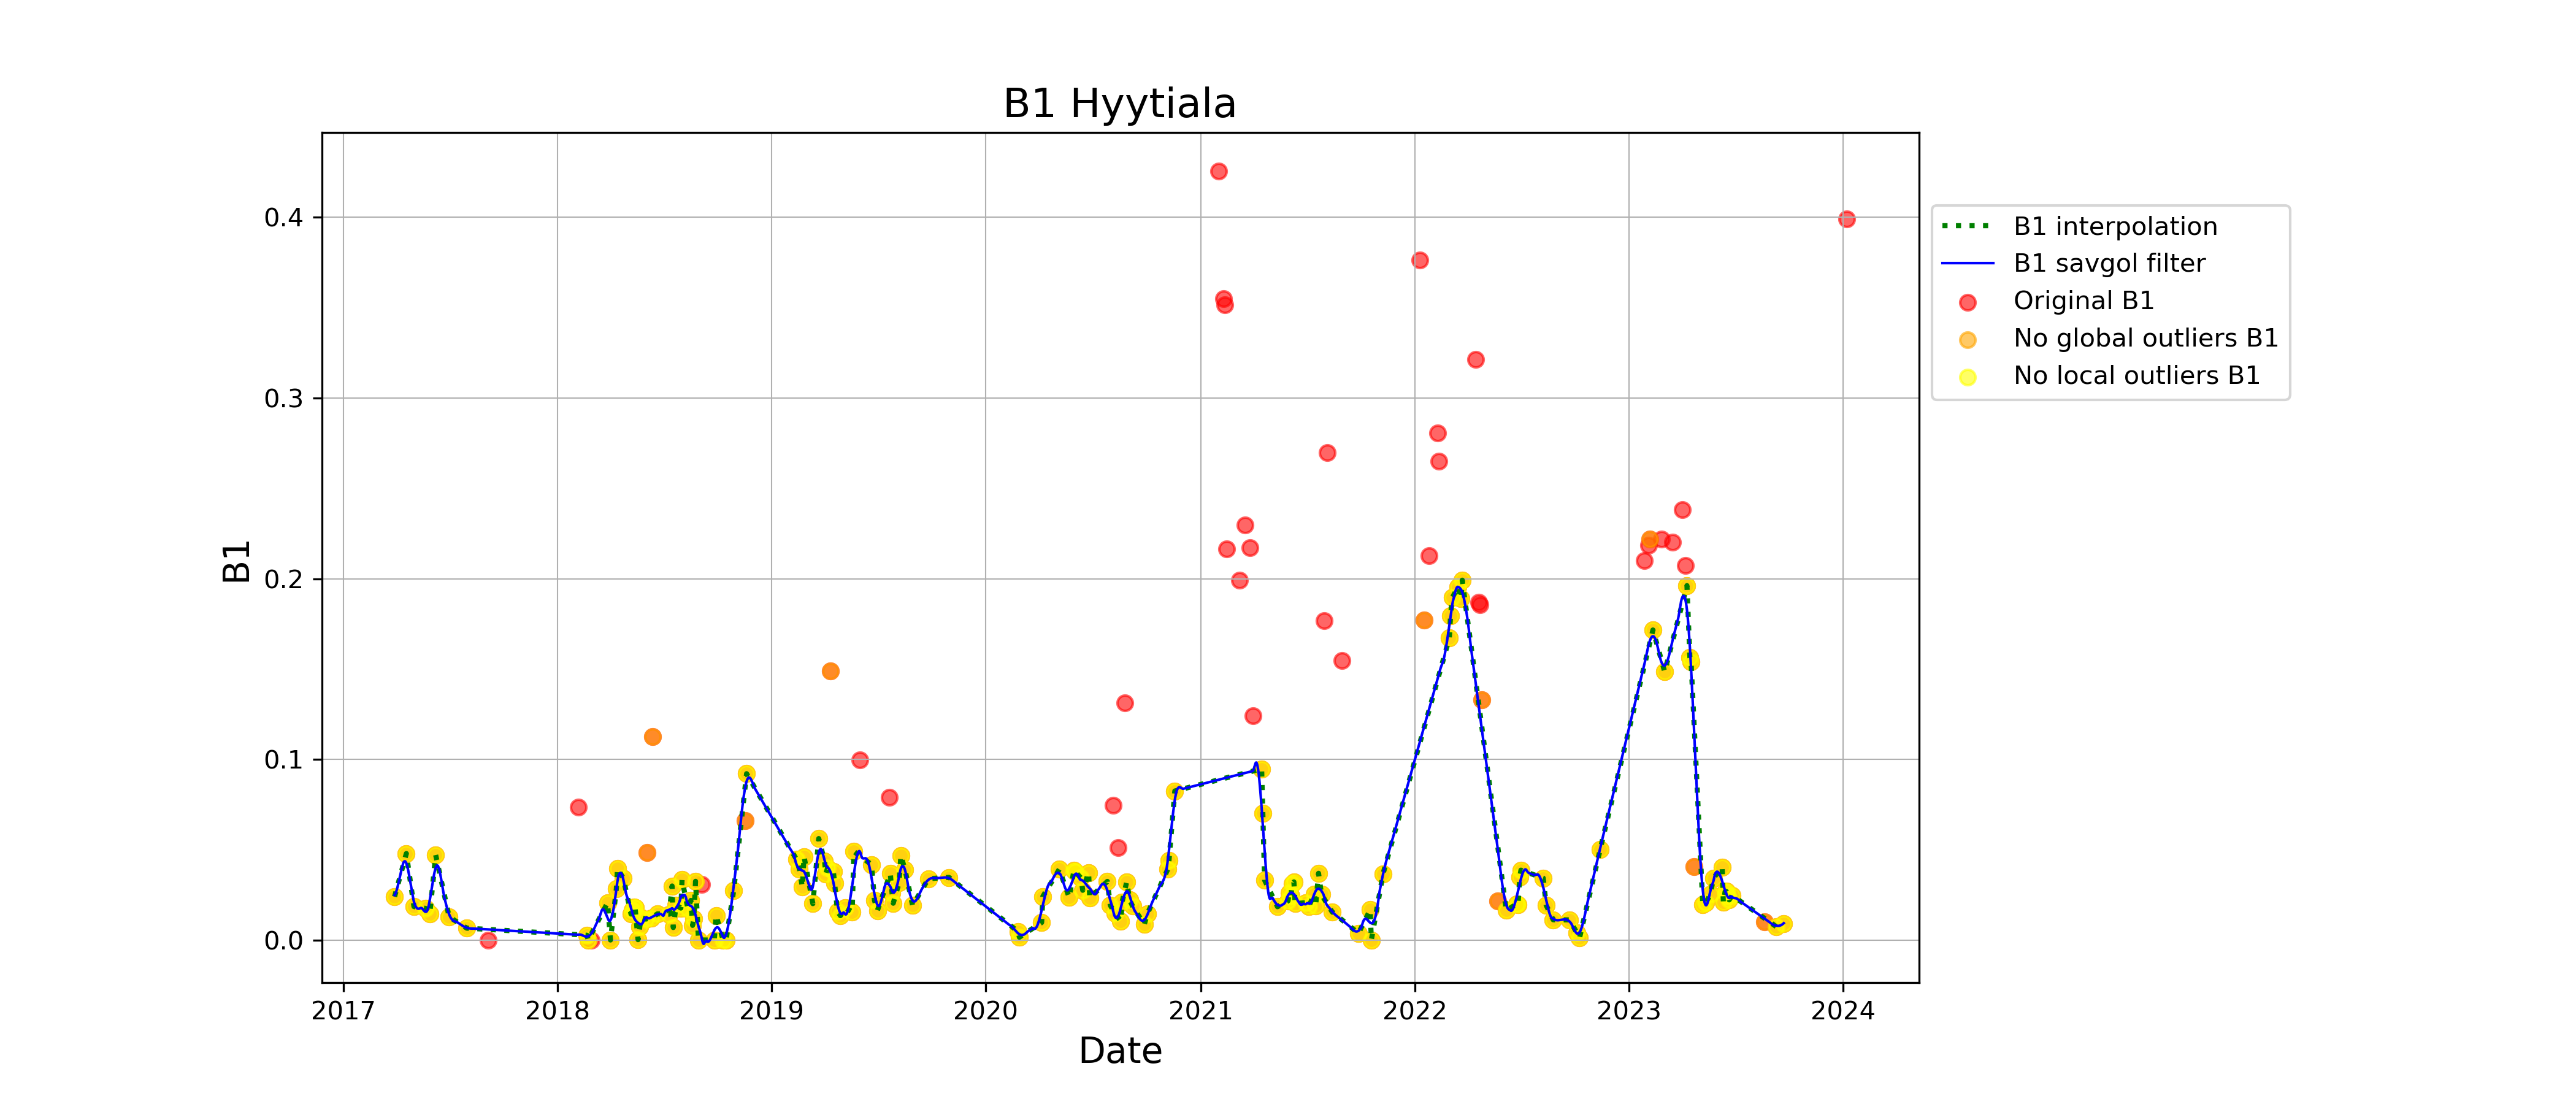 B1 Hyytiala
B1
0.4
0.3
0.2
0.1
0.0
2017 2018 2019 2020 2021 2022 2023 2024
Date
B1 interpolation
B1 savgol filter
Original B1
No global outliers B1
No local outliers B1